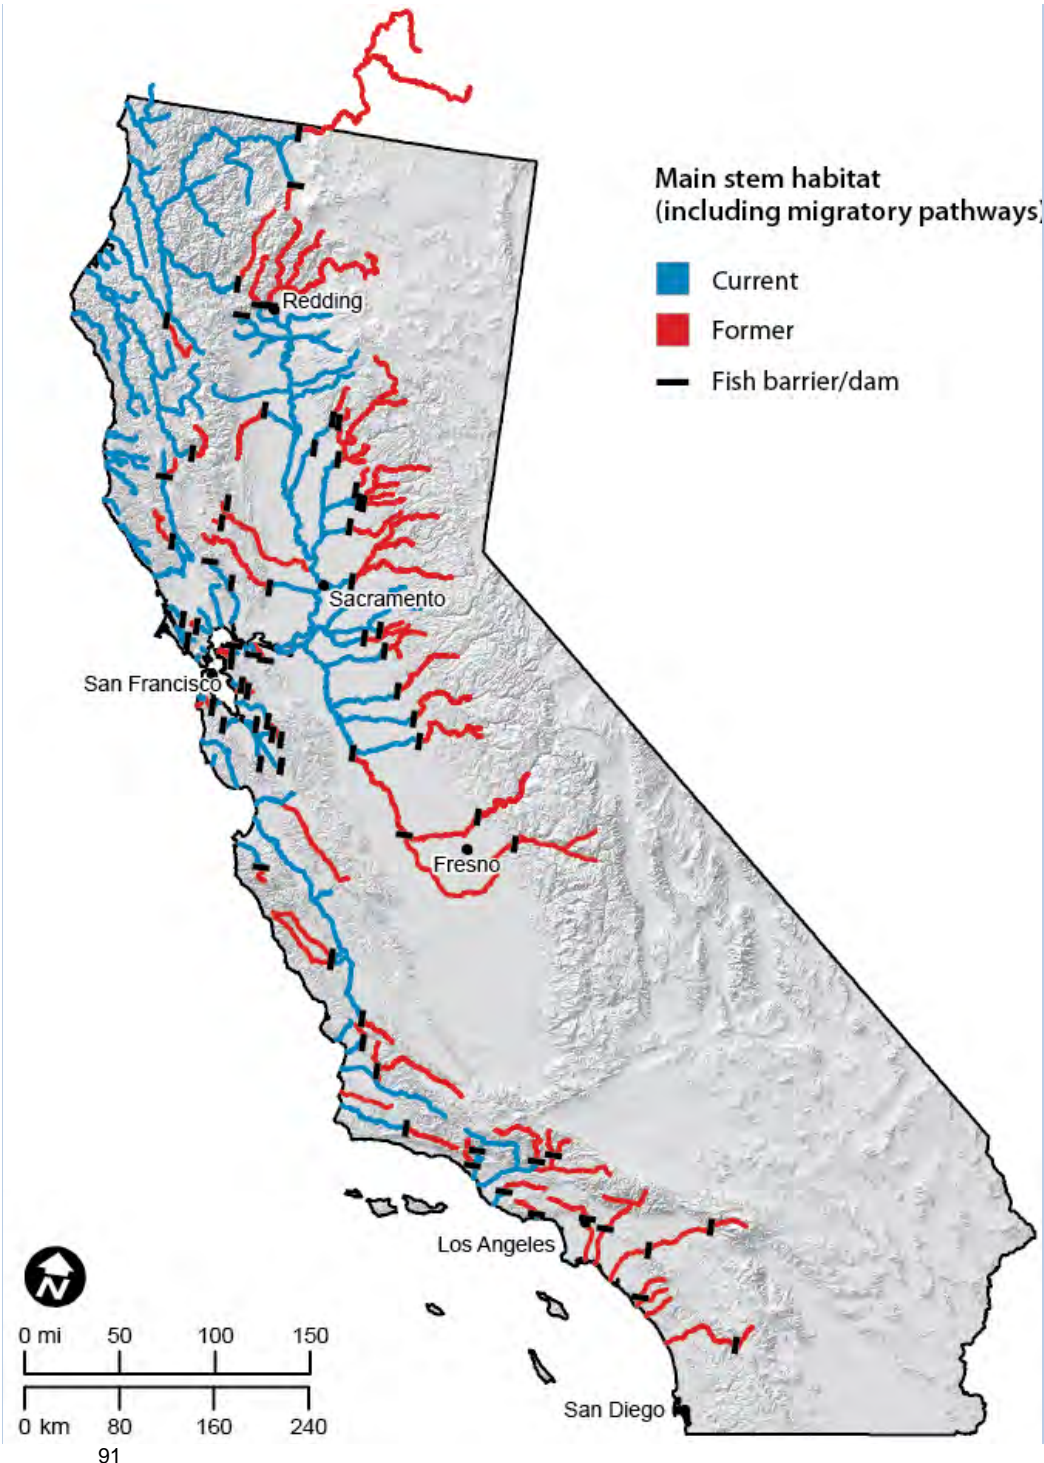 Main stem habitat
(including migratory pathways)
Current
Former
Fish barrier/dam
Redding
Sacramento
San Francisco
Fresno
Los Angeles
San Diego
N
0 mi 50 100 150
0 km 80 160 240
91